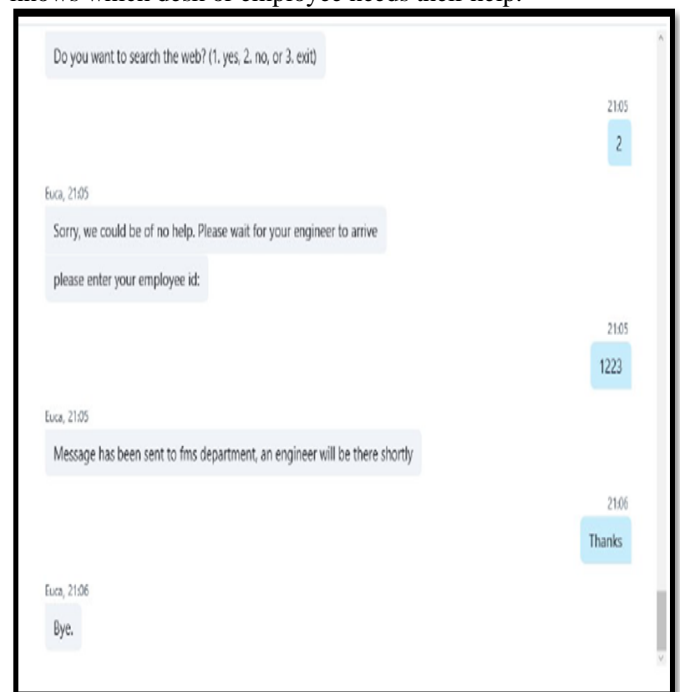 knows which desk or employee needs their help.
Do you want to search the web? (1. yes, 2. no, or 3. exit)
21:05
2
Euca, 21:05
Sorry, we could be of no help. Please wait for your engineer to arrive
please enter your employee id:
21:05
1223
Euca, 21:05
Message has been sent to fms department, an engineer will be there shortly
21:06
Thanks
Euca, 21:06
Bye.